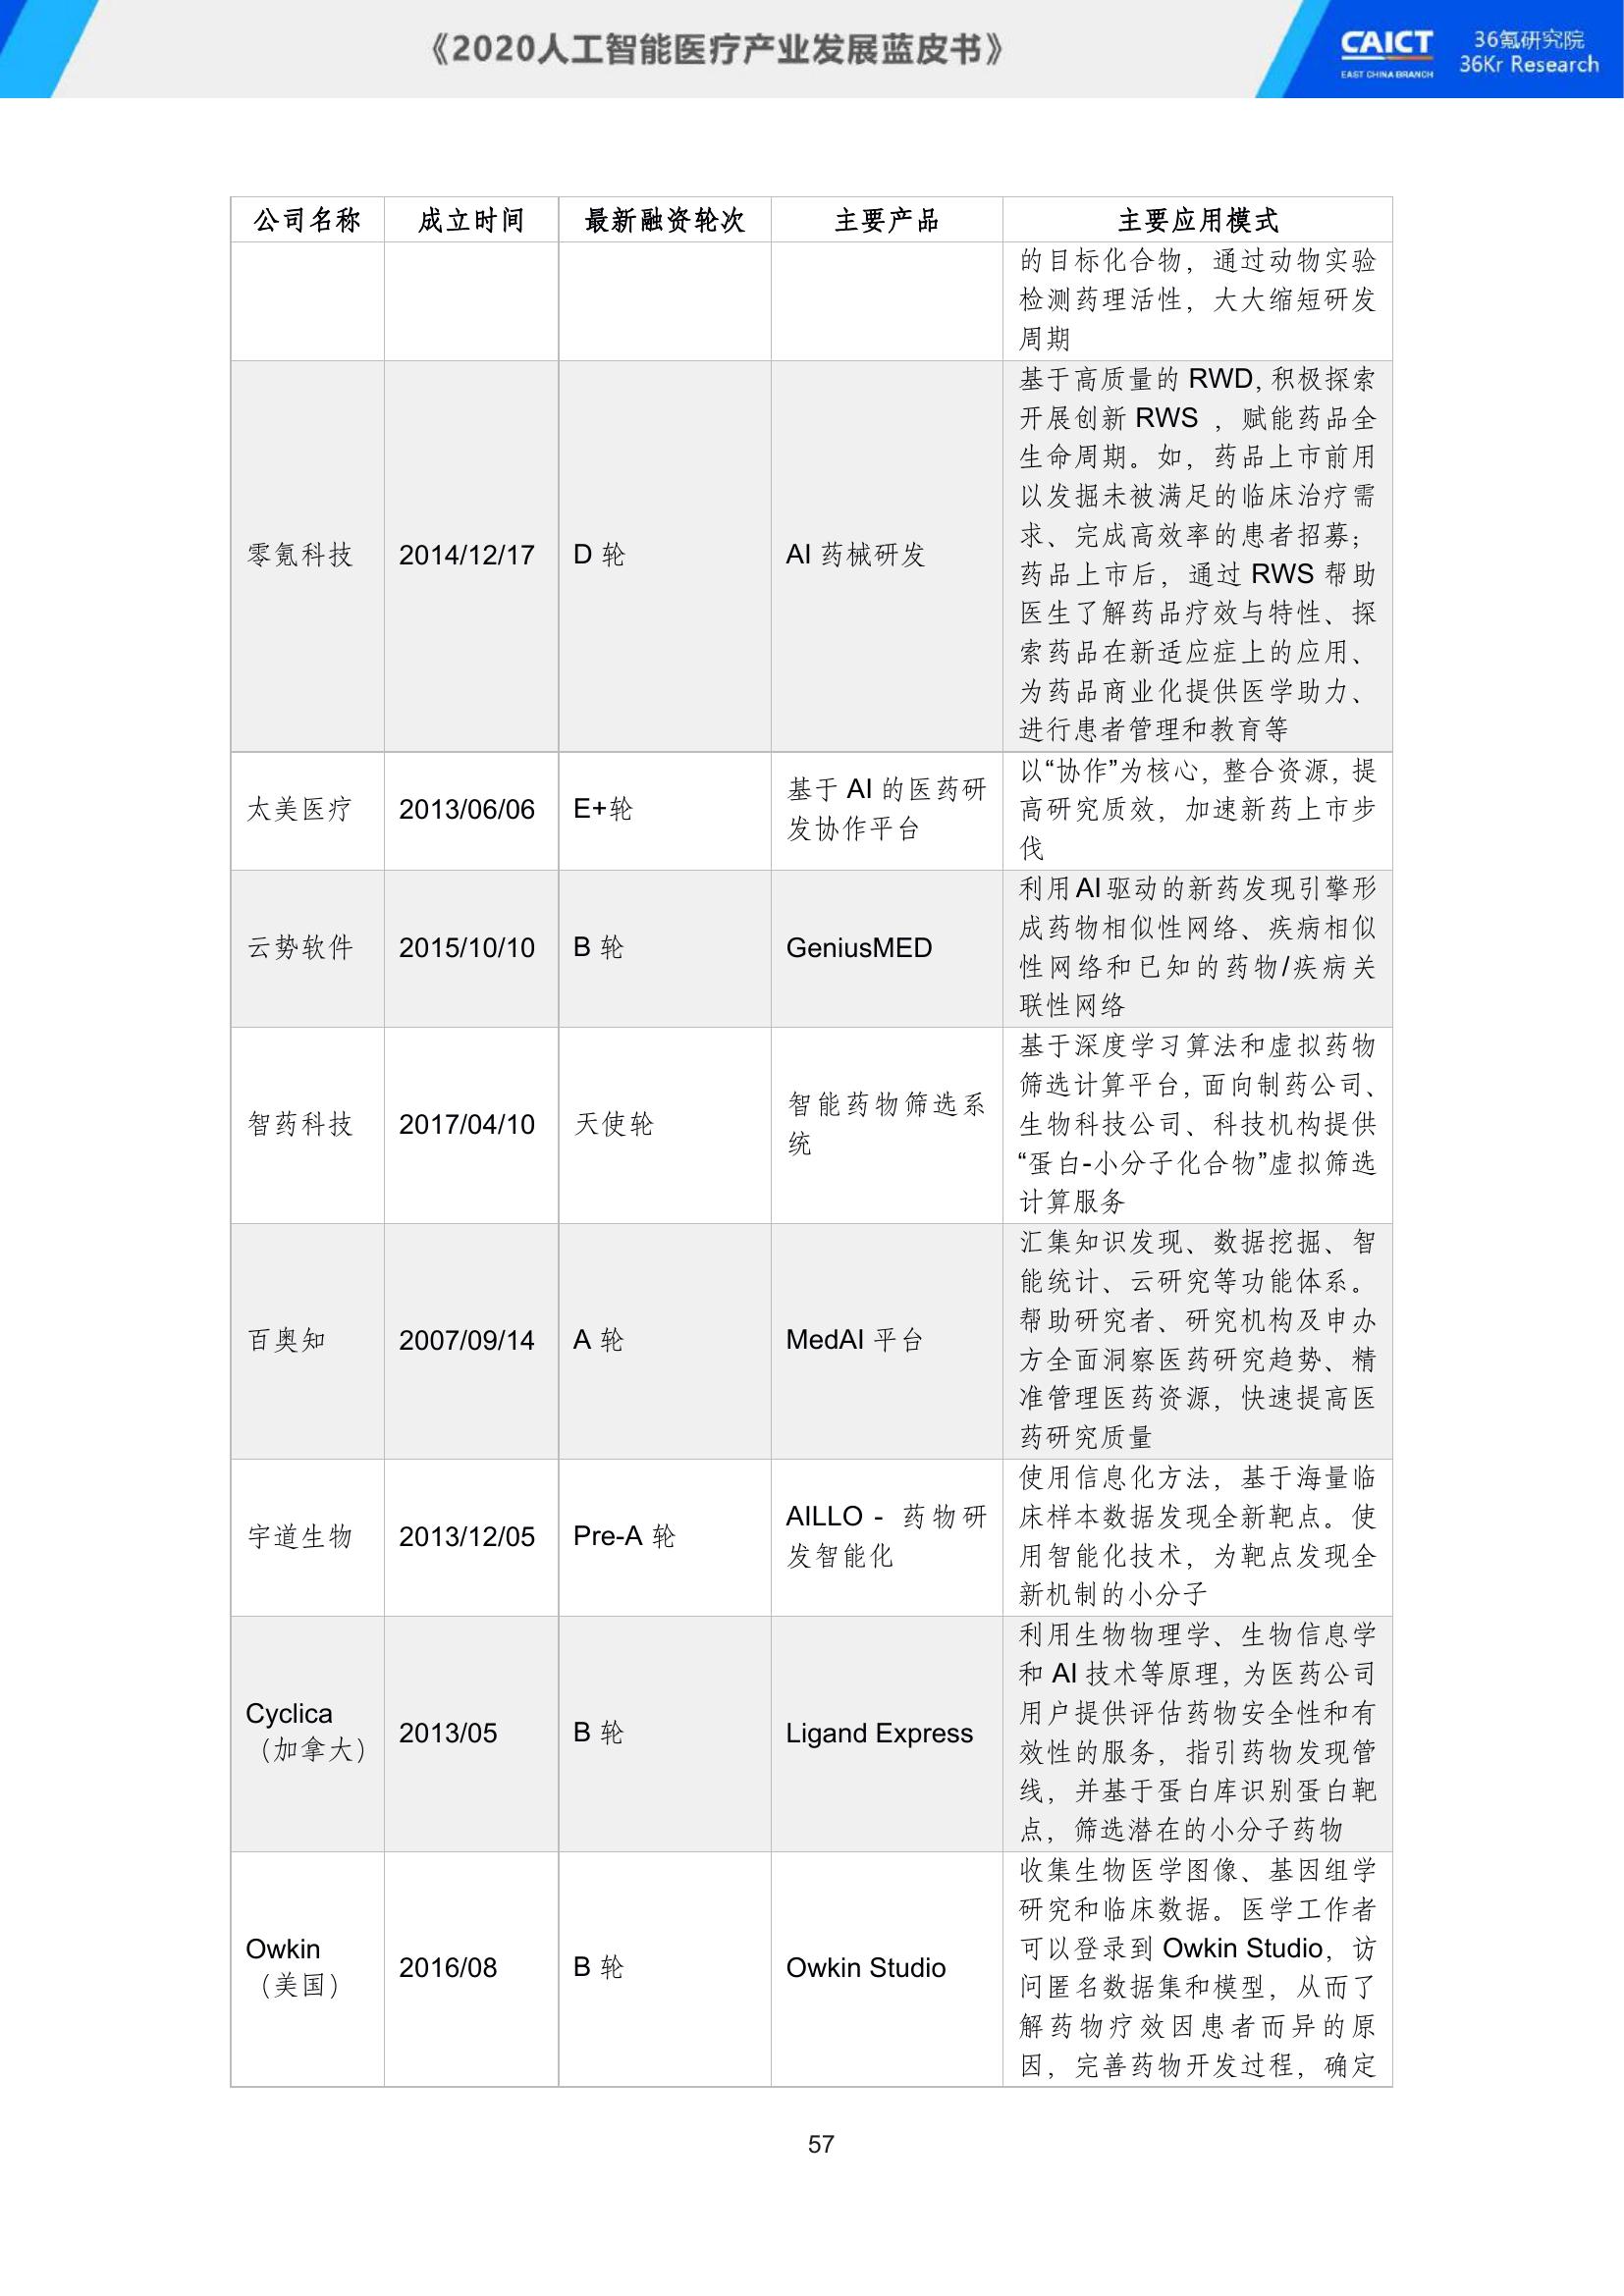 《2020人工智能医疗产业发展蓝皮书》
CAICT
EAST CHINA BRANCH
36氪研究院
36Kr Research
公司名称 成立时间 最新融资轮次 主要产品 主要应用模式
的目标化合物，通过动物实验
检测药理活性，大大缩短研发
周期
零氪科技 2014/12/17 D 轮 AI 药械研发
基于高质量的 RWD，积极探索
开展创新 RWS ，赋能药品全
生命周期。如，药品上市前用
以发掘未被满足的临床治疗需
求、完成高效率的患者招募；
药品上市后，通过 RWS 帮助
医生了解药品疗效与特性、探
索药品在新适应症上的应用、
为药品商业化提供医学助力、
进行患者管理和教育等
太美医疗 2013/06/06 E+轮
基于 AI 的医药研
发协作平台
以“协作”为核心，整合资源，提
高研究质效，加速新药上市步
伐
云势软件 2015/10/10 B 轮 GeniusMED
利用 AI 驱动的新药发现引擎形
成药物相似性网络、疾病相似
性网络和已知的药物/疾病关
联性网络
智药科技 2017/04/10 天使轮
智能药物筛选系
统
基于深度学习算法和虚拟药物
筛选计算平台，面向制药公司、
生物科技公司、科技机构提供
“蛋白-小分子化合物”虚拟筛选
计算服务
百奥知 2007/09/14 A 轮 MedAI 平台
汇集知识发现、数据挖掘、智
能统计、云研究等功能体系。
帮助研究者、研究机构及申办
方全面洞察医药研究趋势、精
准管理医药资源，快速提高医
药研究质量
宇道生物 2013/12/05 Pre-A 轮
AILLO - 药物研
发智能化
使用信息化方法，基于海量临
床样本数据发现全新靶点。使
用智能化技术，为靶点发现全
新机制的小分子
Cyclica
（加拿大）
2013/05 B 轮 Ligand Express
利用生物物理学、生物信息学
和 AI 技术等原理，为医药公司
用户提供评估药物安全性和有
效性的服务，指引药物发现管
线，并基于蛋白库识别蛋白靶
点，筛选潜在的小分子药物
Owkin
（美国）
2016/08 B 轮 Owkin Studio
收集生物医学图像、基因组学
研究和临床数据。医学工作者
可以登录到 Owkin Studio，访
问匿名数据集和模型，从而了
解药物疗效因患者而异的原
因，完善药物开发过程，确定
57